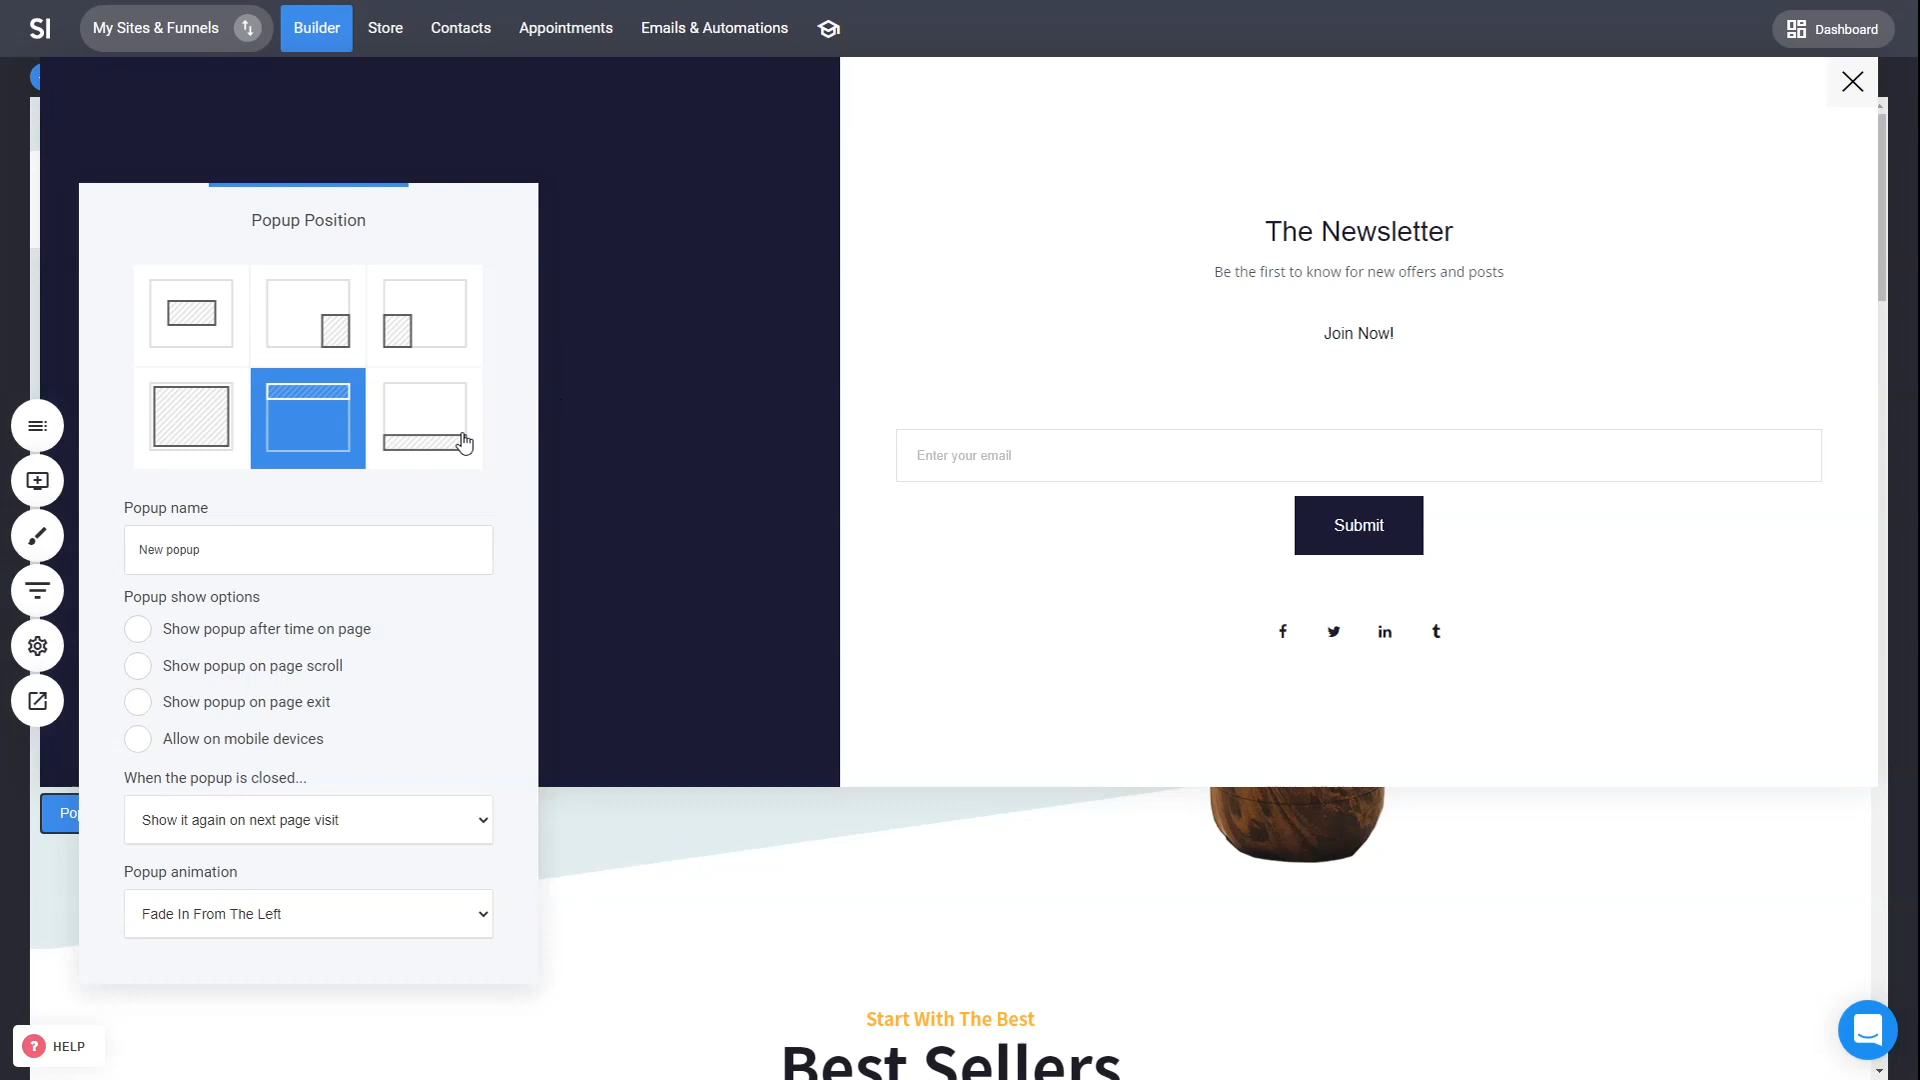 SI
My Sites & Funnels
Builder
Store
Contacts
Appointments
Emails & Automations
Dashboard
Popup Position
Popup name
New popup
Popup show options
Show popup after time on page
Show popup on page scroll
Show popup on page exit
Allow on mobile devices
When the popup is closed...
Show it again on next page visit
Popup animation
Fade In From The Left
The Newsletter
Be the first to know for new offers and posts
Join Now!
Enter your email
Submit
Start With The Best
Best Sellers
? HELP